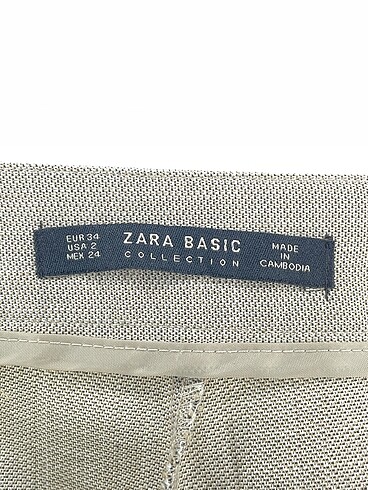 EUR 34
USA 2
MEX 24
ZARA BASIC
COLLECTION
MADE
IN
CAMBODIA